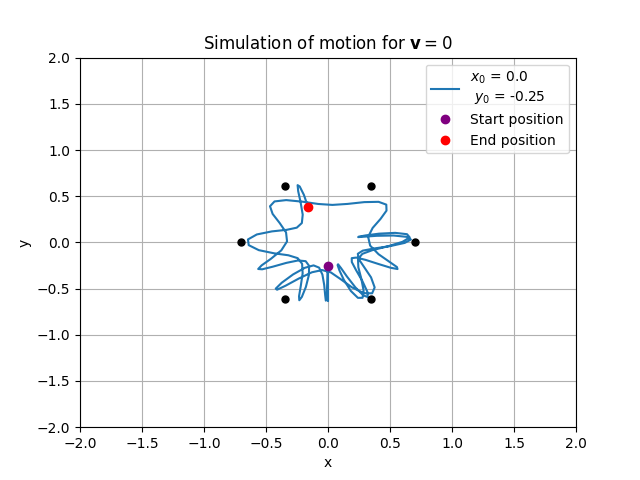 Simulation of motion for v = 0
x₀ = 0.0
y₀ = -0.25
Start position
End position
2.0
1.5
1.0
0.5
0.0
−0.5
−1.0
−1.5
−2.0
y
−2.0 −1.5 −1.0 −0.5 0.0 0.5 1.0 1.5 2.0
x